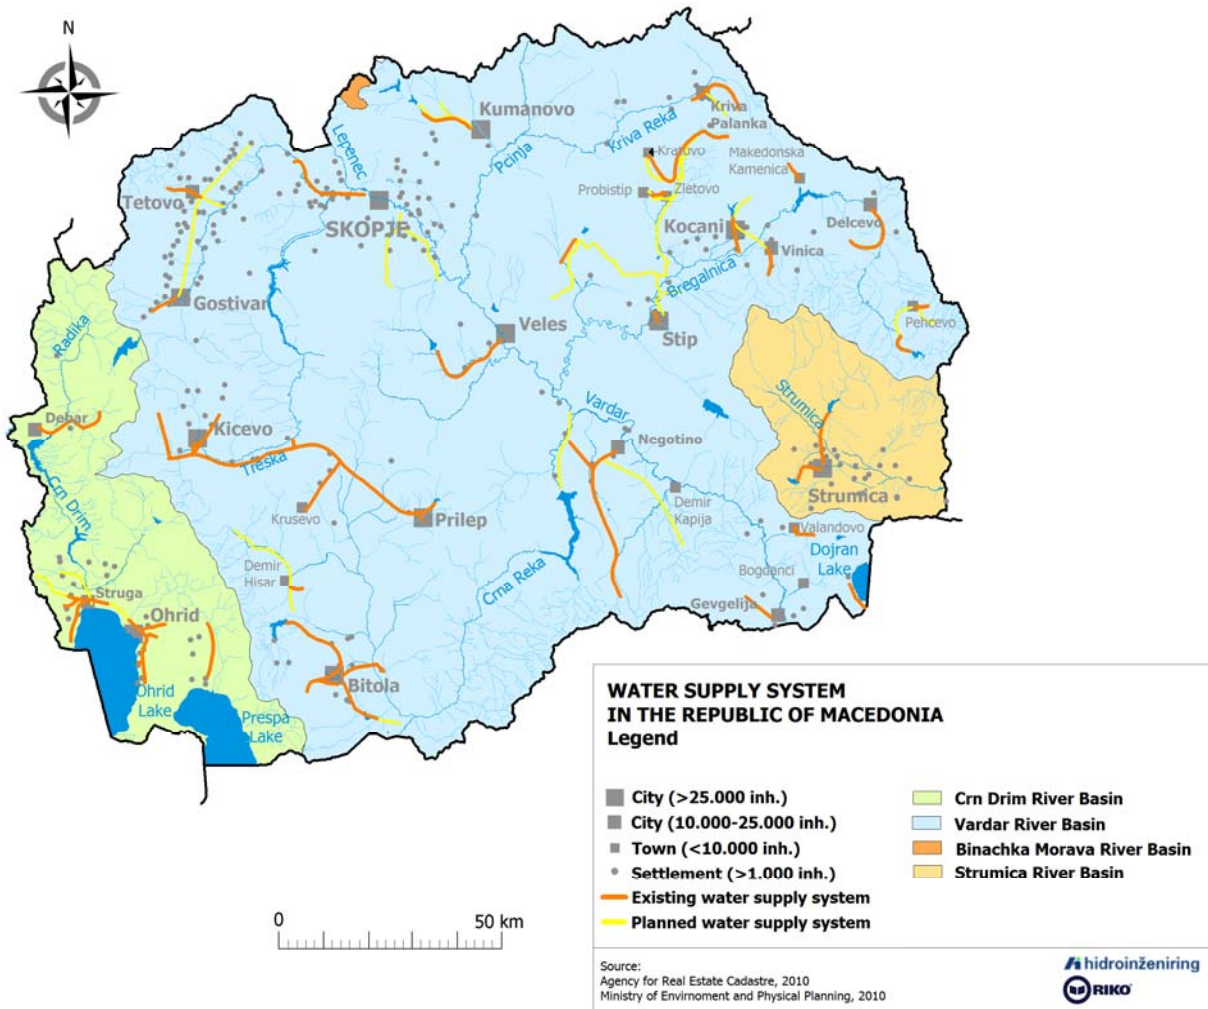 N
Kumanovo
Kriva
Palanka
Kriva Reka
Lepenec
Pcinja
Kratovo
Makedonska
Kamenica
Tetovo
Probistip
Zletovo
SKOPJE
Kocani
Delcevo
Vinica
Bregalnica
Gostivar
Radika
Veles
Stip
Pehcevo
Vardar
Strumica
Debar
Kicevo
Negotino
Treska
Crn Drim
Strumica
Krusevo
Prilep
Demir
Kapija
Valandovo
Demir
Hisar
Crna Reka
Dojran
Lake
Bogdanci
Struga
Gevgelija
Ohrid
Bitola
Ohrid
Lake
Prespa
Lake
WATER SUPPLY SYSTEM
IN THE REPUBLIC OF MACEDONIA
Legend
City (>25.000 inh.)
City (10.000-25.000 inh.)
Town (<10.000 inh.)
Settlement (>1.000 inh.)
Existing water supply system
Planned water supply system
Crn Drim River Basin
Vardar River Basin
Binachka Morava River Basin
Strumica River Basin
0 50 km
Source:
Agency for Real Estate Cadastre, 2010
Ministry of Envirnoment and Physical Planning, 2010
hidroinženiring
RIKO